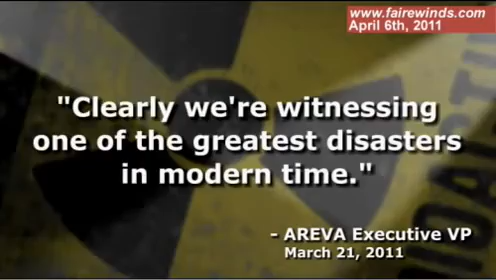 www.fairewinds.com
April 6th, 2011
"Clearly we're witnessing
one of the greatest disasters
in modern time."
- AREVA Executive VP
March 21, 2011